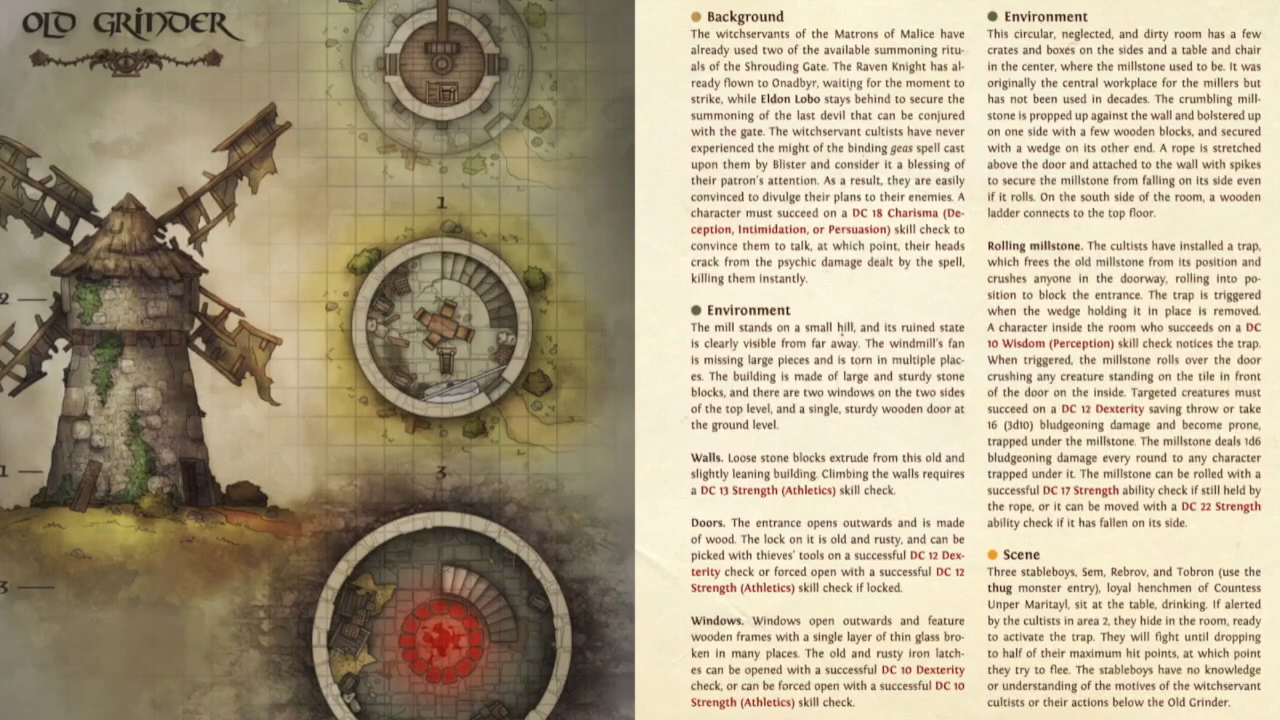 OLD GRINDER
1
3
2
1
3
Background
The witchservants of the Matrons of Malice have
already used two of the available summoning ritu-
als of the Shrouding Gate. The Raven Knight has al-
ready flown to Onadbyr, waiting for the moment to
strike, while Eldon Lobo stays behind to secure the
summoning of the last devil that can be conjured
with the gate. The witchservant cultists have never
experienced the might of the binding geas spell cast
upon them by Blister and consider it a blessing of
their patron's attention. As a result, they are easily
convinced to divulge their plans to their enemies. A
character must succeed on a DC 18 Charisma (De-
ception, Intimidation, or Persuasion) skill check to
convince them to talk, at which point, their heads
crack from the psychic damage dealt by the spell,
killing them instantly.
Environment
The mill stands on a small hill, and its ruined state
is clearly visible from far away. The windmill's fan
is missing large pieces and is torn in multiple plac-
es. The building is made of large and sturdy stone
blocks, and there are two windows on the two sides
of the top level, and a single, sturdy wooden door at
the ground level.
Walls. Loose stone blocks extrude from this old and
slightly leaning building. Climbing the walls requires
a DC 13 Strength (Athletics) skill check.
Doors. The entrance opens outwards and is made
of wood. The lock on it is old and rusty, and can be
picked with thieves' tools on a successful DC 12 Dex-
terity check or forced open with a successful DC 12
Strength (Athletics) skill check if locked.
Windows. Windows open outwards and feature
wooden frames with a single layer of thin glass bro-
ken in many places. The old and rusty iron latch-
es can be opened with a successful DC 10 Dexterity
check, or can be forced open with a successful DC 10
Strength (Athletics) skill check.
Environment
This circular, neglected, and dirty room has a few
crates and boxes on the sides and a table and chair
in the center, where the millstone used to be. It was
originally the central workplace for the millers but
has not been used in decades. The crumbling mill-
stone is propped up against the wall and bolstered up
on one side with a few wooden blocks, and secured
with a wedge on its other end. A rope is stretched
above the door and attached to the wall with spikes
to secure the millstone from falling on its side even
if it rolls. On the south side of the room, a wooden
ladder connects to the top floor.
Rolling millstone. The cultists have installed a trap,
which frees the old millstone from its position and
crushes anyone in the doorway, rolling into po-
sition to block the entrance. The trap is triggered
when the wedge holding it in place is removed.
A character inside the room who succeeds on a DC
10 Wisdom (Perception) skill check notices the trap.
When triggered, the millstone rolls over the door
crushing any creature standing on the tile in front
of the door on the inside. Targeted creatures must
succeed on a DC 12 Dexterity saving throw or take
16 (3d10) bludgeoning damage and become prone,
trapped under the millstone. The millstone deals 1d6
bludgeoning damage every round to any character
trapped under it. The millstone can be rolled with a
successful DC 17 Strength ability check if still held by
the rope, or it can be moved with a DC 22 Strength
ability check if it has fallen on its side.
Scene
Three stableboys, Sem, Rebrov, and Tobron (use the
thug monster entry), loyal henchmen of Countess
Unper Maritayl, sit at the table, drinking. If alerted
by the cultists in area 2, they hide in the room, ready
to activate the trap. They will fight until dropping
to half of their maximum hit points, at which point
they try to flee. The stableboys have no knowledge
or understanding of the motives of the witchservant
cultists or their actions below the Old Grinder.